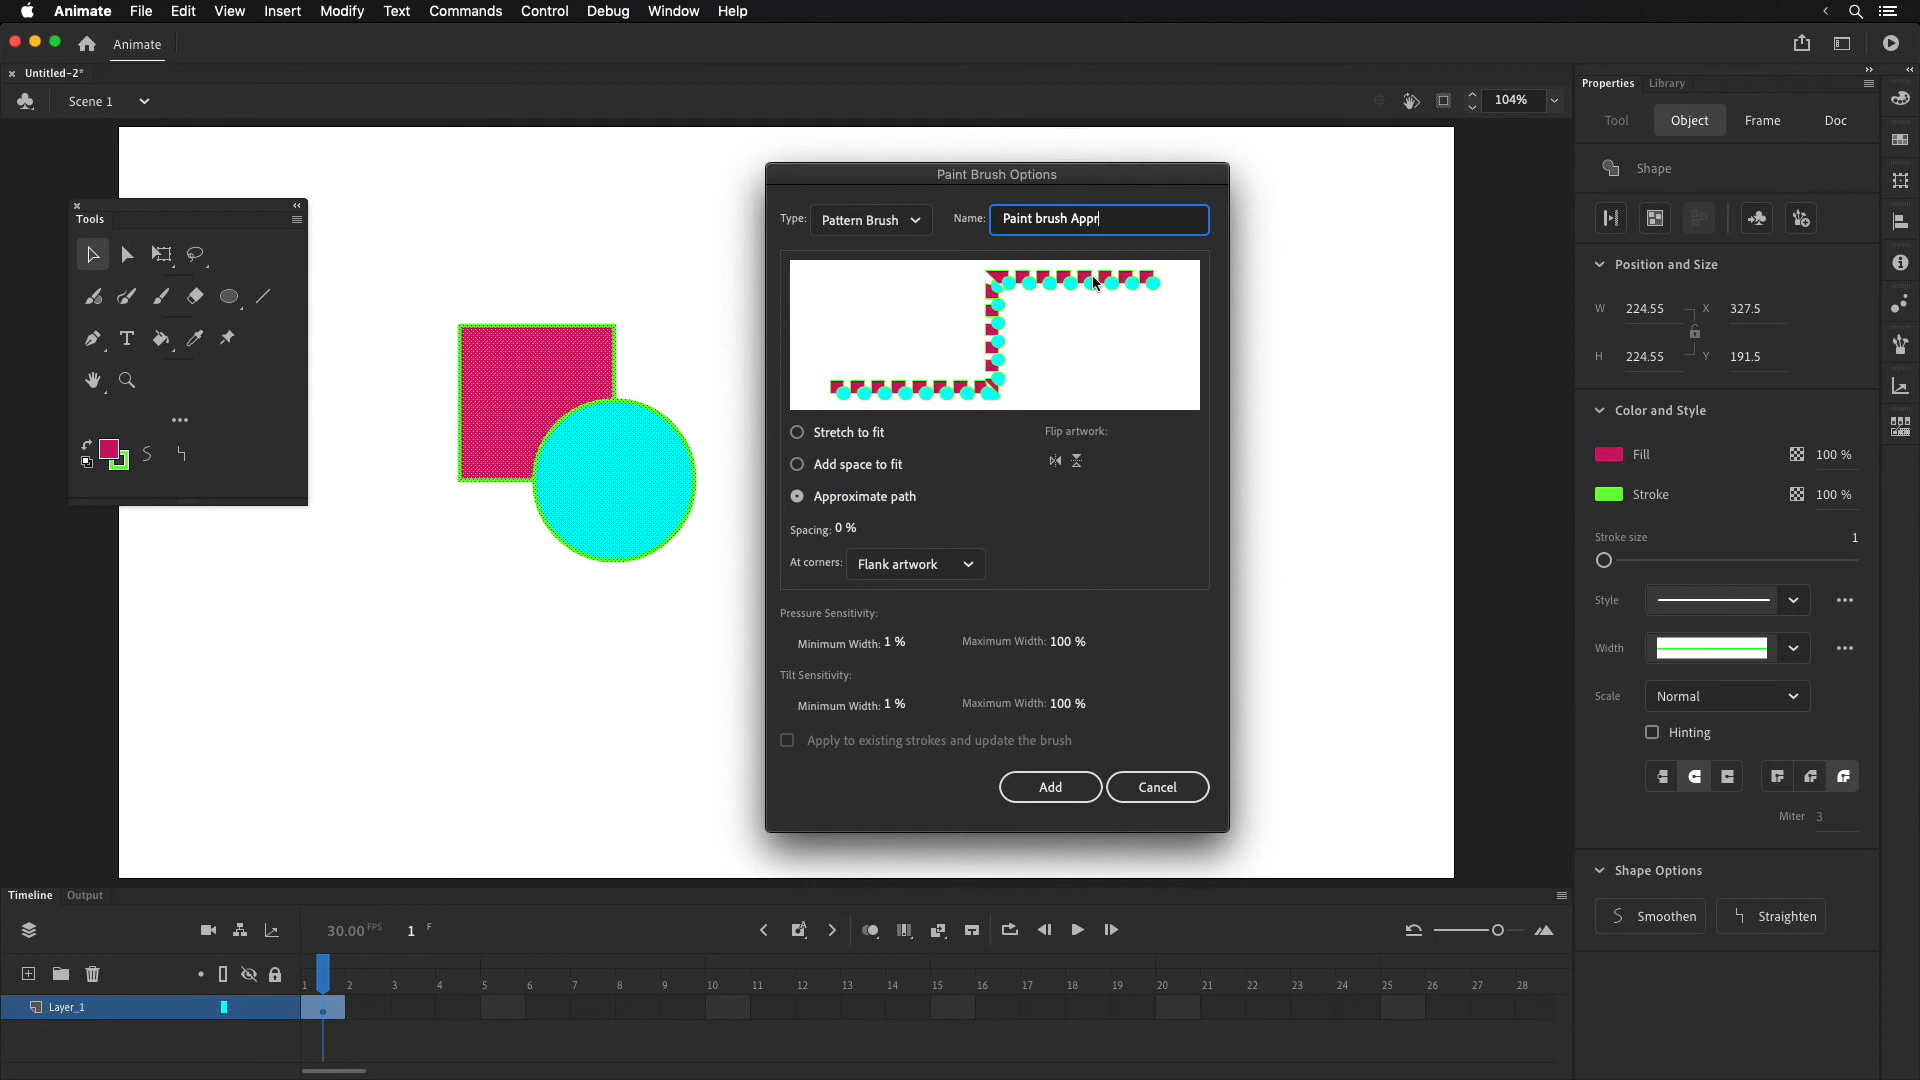 Animate File Edit View Insert Modify Text Commands Control Debug Window Help
Animate
Untitled-2*
Scene 1
104%
Tools
Paint Brush Options
Type: Pattern Brush Name: Paint brush Appr
Stretch to fit
Flip artwork:
Add space to fit
Approximate path
Spacing: 0 %
At corners: Flank artwork
Pressure Sensitivity:
Minimum Width: 1 % Maximum Width: 100 %
Tilt Sensitivity:
Minimum Width: 1 % Maximum Width: 100 %
Apply to existing strokes and update the brush
Add Cancel
Properties Library
Tool Object Frame Doc
Shape
Position and Size
W 224.55 X 327.5
H 224.55 Y 191.5
Color and Style
Fill 100 %
Stroke 100 %
Stroke size 1
Style
Width
Scale Normal
Hinting
Miter 3
Shape Options
Smoothen Straighten
Timeline Output
30.00 FPS 1 F
1 2 3 4 5 6 7 8 9 10 11 12 13 14 15 16 17 18 19 20 21 22 23 24 25 26 27 28
Layer_1